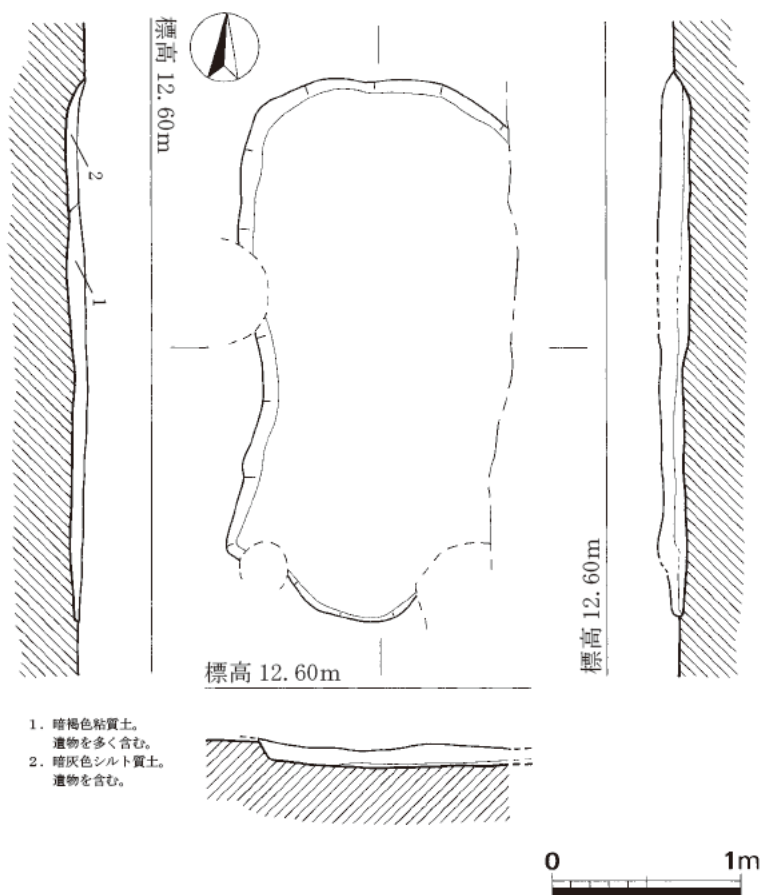 標高 12.60m
2
1
標高 12.60m
標高 12.60m
1. 暗褐色粘質土。
遺物を多く含む。
2. 暗灰色シルト質土。
遺物を含む。
0 1m